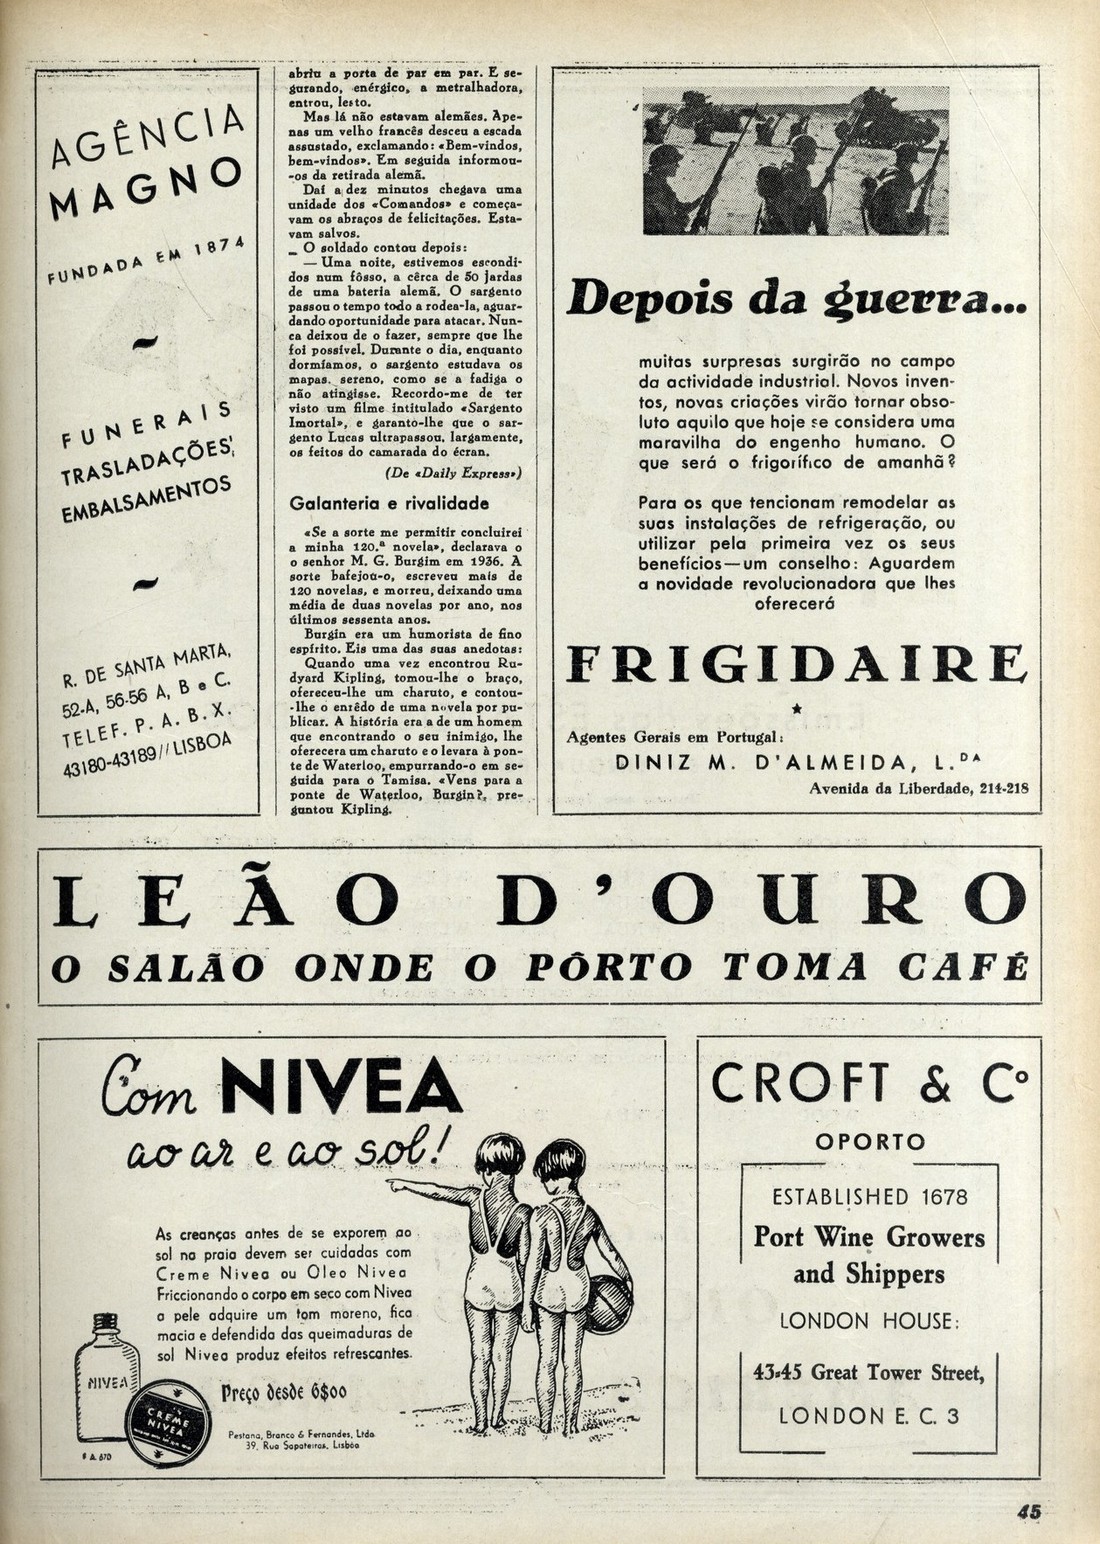 AGÊNCIA
MAGNO
FUNDADA EM 1874
FUNERAIS
TRASLADAÇÕES
EMBALSAMENTOS
R. DE SANTA MARTA,
52-A, 56-56 A, B e C.
TELEF. P. A. B. X.
43180-43189//LISBOA
abriu a porta de par em par. E se-
gurando, enérgico, a metralhadora,
entrou, lesto.
Mas lá não estavam alemães. Ape-
nas um velho francês desceu a escada
assustado, exclamando: «Bem-vindos,
bem-vindos». Em seguida informou-
-os da retirada alemã.
Daí a dez minutos chegava uma
unidade dos «Comandos» e começa-
vam os abraços de felicitações. Esta-
vam salvos.
O soldado contou depois:
— Uma noite, estivemos escondi-
dos num fôsso, a cêrca de 50 jardas
de uma bateria alemã. O sargento
passou o tempo todo a rodea-la, aguar-
dando oportunidade para atacar. Nun-
ca deixou de o fazer, sempre que lhe
foi possível. Durante o dia, enquanto
dormíamos, o sargento estudava os
mapas. sereno, como se a fadiga o
não atingisse. Recordo-me de ter
visto um filme intitulado «Sargento
Imortal», e garanto-lhe que o sar-
gento Lucas ultrapassou, largamente,
os feitos do camarada do écran.
(De «Daily Express»)
Galanteria e rivalidade
«Se a sorte me permitir concluirei
a minha 120.ª novela», declarava o
o senhor M. G. Burgim em 1936. A
sorte bafejou-o, escreveu mais de
120 novelas, e morreu, deixando uma
média de duas novelas por ano, nos
últimos sessenta anos.
Burgin era um humorista de fino
espírito. Eis uma das suas anedotas:
Quando uma vez encontrou Ru-
dyard Kipling, tomou-lhe o braço,
ofereceu-lhe um charuto, e contou-
-lhe o enrêdo de uma novela por pu-
blicar. A história era a de um homem
que encontrando o seu inimigo, lhe
oferecera um charuto e o levara à pon-
te de Waterloo, empurrando-o em se-
guida para o Tamisa. «Vens para a
ponte de Waterloo, Burgin?, pre-
guntou Kipling.
Depois da guerra...
muitas surpresas surgirão no campo
da actividade industrial. Novos inven-
tos, novas criações virão tornar obso-
luto aquilo que hoje se considera uma
maravilha do engenho humano. O
que será o frigorífico de amanhã?
Para os que tencionam remodelar as
suas instalações de refrigeração, ou
utilizar pela primeira vez os seus
benefícios—um conselho: Aguardem
a novidade revolucionadora que lhes
oferecerá
FRIGIDAIRE
Agentes Gerais em Portugal:
DINIZ M. D'ALMEIDA, L.DA
Avenida da Liberdade, 214-218
LEÃO D'OURO
O SALÃO ONDE O PÔRTO TOMA CAFÉ
Com NIVEA
ao ar e ao sol!
As creanças antes de se exporem ao
sol na praia devem ser cuidadas com
Creme Nivea ou Oleo Nivea
Friccionando o corpo em seco com Nivea
a pele adquire um tom moreno, fica
macia e defendida das queimaduras de
sol Nivea produz efeitos refrescantes.
NIVEA
CREME
NIVEA
Preço desde 6$00
Pestana, Branco & Fernandes, Ltda
39, Rua Sapateiros, Lisboa
CROFT & Cº
OPORTO
ESTABLISHED 1678
Port Wine Growers
and Shippers
LONDON HOUSE:
43-45 Great Tower Street,
LONDON E. C. 3
45